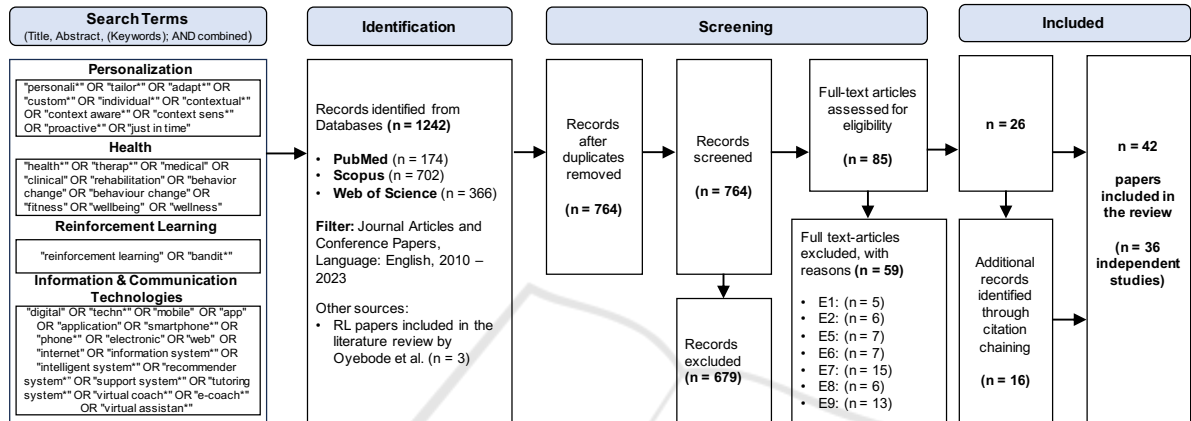 Search Terms
(Title, Abstract, (Keywords); AND combined)
Personalization
"personali*" OR "tailor*" OR "adapt*" OR
"custom*" OR "individual*" OR "contextual*"
OR "context aware*" OR "context sens*"
OR "proactive*" OR "just in time"
Health
"health*" OR "therap*" OR "medical" OR
"clinical" OR "rehabilitation" OR "behavior
change" OR "behaviour change" OR
"fitness" OR "wellbeing" OR "wellness"
Reinforcement Learning
"reinforcement learning" OR "bandit*"
Information & Communication
Technologies
"digital" OR "techn*" OR "mobile" OR "app"
OR "application" OR "smartphone*" OR
"phone*" OR "electronic" OR "web" OR
"internet" OR "information system*" OR
"intelligent system*" OR "recommender
system*" OR "support system*" OR "tutoring
system*" OR "virtual coach*" OR "e-coach*"
OR "virtual assistan*"
Identification
Records identified from
Databases (n = 1242)
• PubMed (n = 174)
• Scopus (n = 702)
• Web of Science (n = 366)
Filter: Journal Articles and
Conference Papers,
Language: English, 2010 –
2023
Other sources:
• RL papers included in the
literature review by
Oyebode et al. (n = 3)
Screening
Records
after
duplicates
removed
(n = 764)
Records
screened
(n = 764)
Records
excluded
(n = 679)
Full-text articles
assessed for
eligibility
(n = 85)
Full text-articles
excluded, with
reasons (n = 59)
• E1: (n = 5)
• E2: (n = 6)
• E5: (n = 7)
• E6: (n = 7)
• E7: (n = 15)
• E8: (n = 6)
• E9: (n = 13)
Included
n = 26
Additional
records
identified
through
citation
chaining
(n = 16)
n = 42
papers
included in
the review
(n = 36
independent
studies)